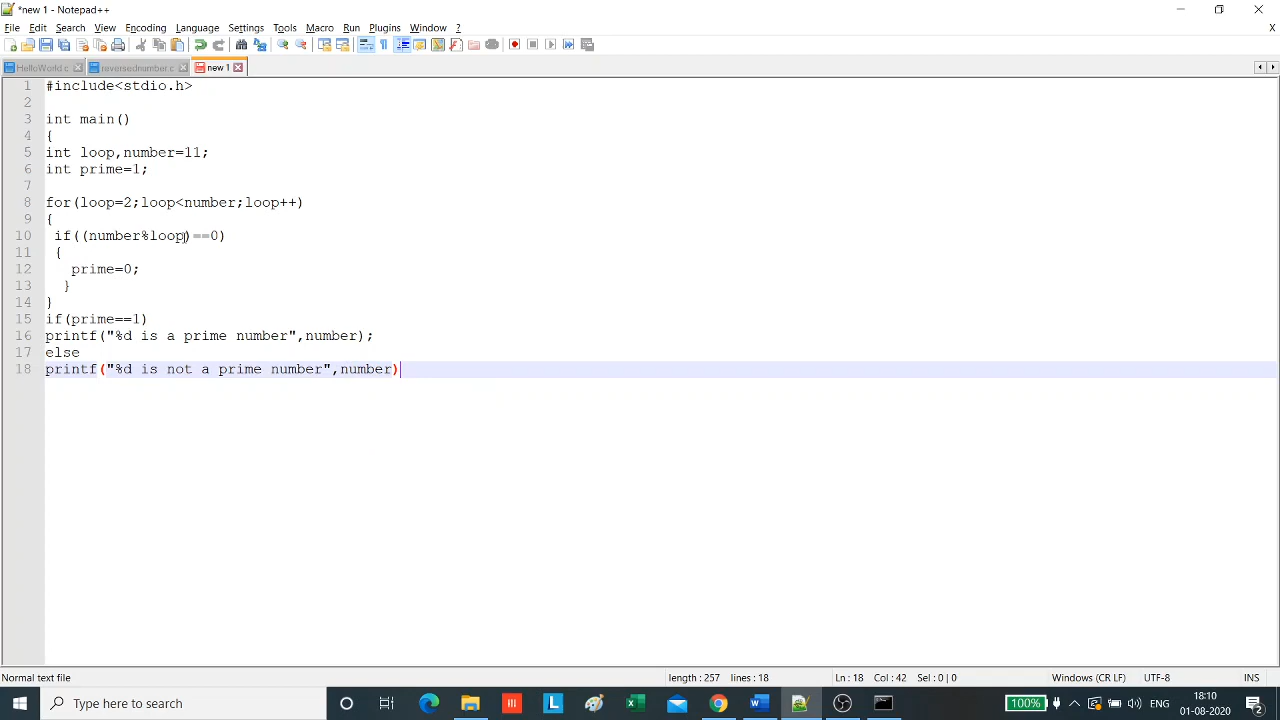 *new 1 - Notepad++
File Edit Search View Encoding Language Settings Tools Macro Run Plugins Window ? X
HelloWorld.c reversednumber.c new 1
1 #include<stdio.h>
2
3 int main()
4 {
5 int loop,number=11;
6 int prime=1;
7
8 for(loop=2;loop<number;loop++)
9 {
10 if((number%loop)==0)
11 {
12 prime=0;
13 }
14 }
15 if(prime==1)
16 printf("%d is a prime number",number);
17 else
18 printf("%d is not a prime number",number)
Normal text file length : 257 lines : 18 Ln : 18 Col : 42 Sel : 0 | 0 Windows (CR LF) UTF-8 INS
Type here to search 100% ENG 18:10
01-08-2020 2